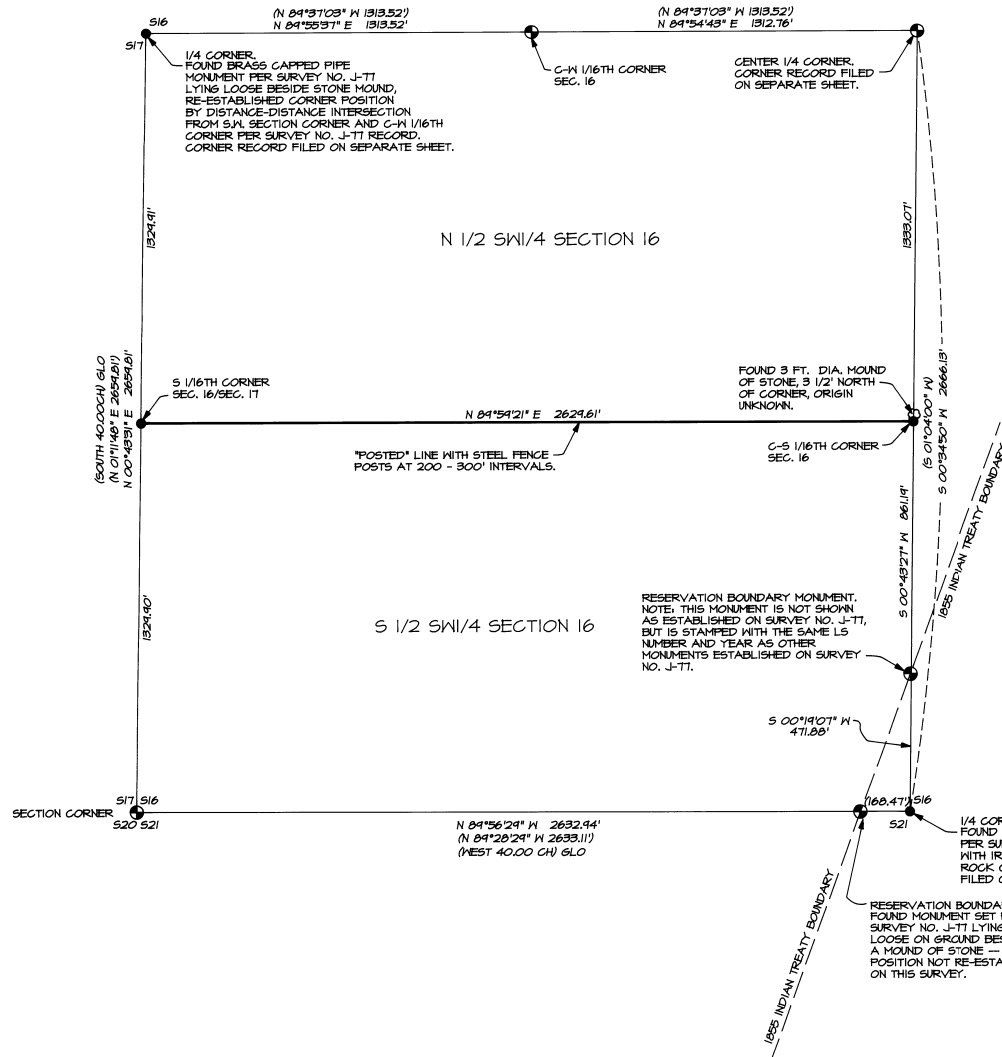 (N 89°37'03" W 1313.52')
N 89°55'37" E 1313.52'
(N 89°37'03" W 1313.52')
N 89°54'43" E 1312.76'
S16
S17
1/4 CORNER.
FOUND BRASS CAPPED PIPE
MONUMENT PER SURVEY NO. J-77
LYING LOOSE BESIDE STONE MOUND,
RE-ESTABLISHED CORNER POSITION
BY DISTANCE-DISTANCE INTERSECTION
FROM S.W. SECTION CORNER AND C-W 1/16TH
CORNER PER SURVEY NO. J-77 RECORD.
CORNER RECORD FILED ON SEPARATE SHEET.
C-W 1/16TH CORNER
SEC. 16
CENTER 1/4 CORNER.
CORNER RECORD FILED
ON SEPARATE SHEET.
1329.91'
1333.07'
N 1/2 SW1/4 SECTION 16
(SOUTH 40.00CH) GLO
(N 01°11'48" E 2659.81')
N 00°43'31" E 2659.81'
S 1/16TH CORNER
SEC. 16/SEC. 17
N 89°59'21" E 2629.61'
"POSTED" LINE WITH STEEL FENCE
POSTS AT 200 - 300' INTERVALS.
FOUND 3 FT. DIA. MOUND
OF STONE, 3 1/2' NORTH
OF CORNER, ORIGIN
UNKNOWN.
C-S 1/16TH CORNER
SEC. 16
(S 01°04'00" W)
S 00°34'50" W 2666.13'
S 00°43'27" W 861.19'
1855 INDIAN TREATY BOUNDARY
1329.90'
S 1/2 SW1/4 SECTION 16
RESERVATION BOUNDARY MONUMENT.
NOTE: THIS MONUMENT IS NOT SHOWN
AS ESTABLISHED ON SURVEY NO. J-77,
BUT IS STAMPED WITH THE SAME LS
NUMBER AND YEAR AS OTHER
MONUMENTS ESTABLISHED ON SURVEY
NO. J-77.
S 00°19'07" W
471.88'
SECTION CORNER
S17 S16
S20 S21
N 89°56'29" W 2632.94'
(N 89°28'29" W 2633.11')
(WEST 40.00 CH) GLO
(168.47')
S16
S21
1/4 COR
FOUND
PER SU
WITH IR
ROCK
FILED
RESERVATION BOUNDA
FOUND MONUMENT SET
SURVEY NO. J-77 LYING
LOOSE ON GROUND BES
A MOUND OF STONE --
POSITION NOT RE-ESTA
ON THIS SURVEY.
1855 INDIAN TREATY BOUNDARY